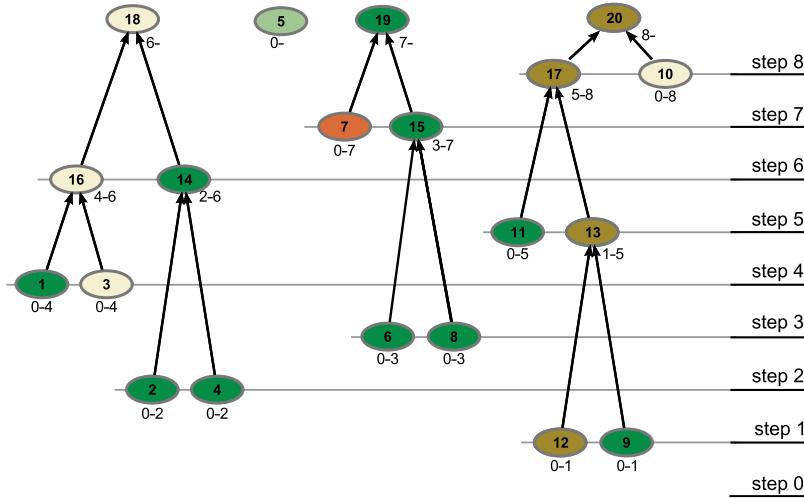 18 5 19 20
6- 0- 7- 8-
step 8
17 10
5-8 0-8
step 7
7 15
0-7 3-7
step 6
16 14
4-6 2-6
step 5
11 13
0-5 1-5
step 4
1 3
0-4 0-4
step 3
6 8
0-3 0-3
step 2
2 4
0-2 0-2
step 1
12 9
0-1 0-1
step 0